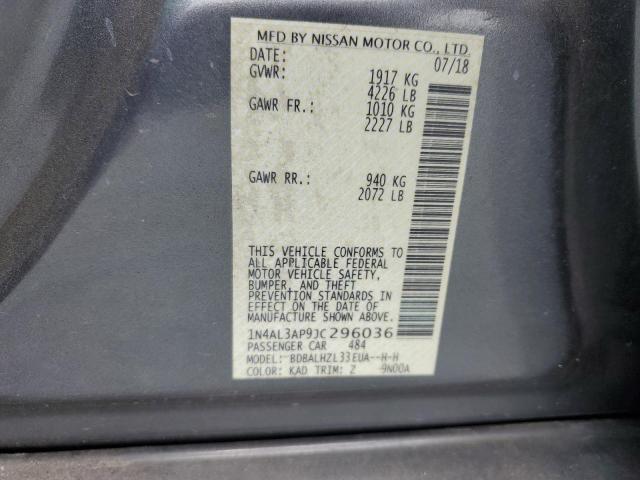 MFD BY NISSAN MOTOR CO., LTD.
DATE: 07/18
GVWR: 1917 KG
4226 LB
GAWR FR.: 1010 KG
2227 LB
GAWR RR.: 940 KG
2072 LB
THIS VEHICLE CONFORMS TO
ALL APPLICABLE FEDERAL
MOTOR VEHICLE SAFETY,
BUMPER, AND THEFT
PREVENTION STANDARDS IN
EFFECT ON THE DATE OF
MANUFACTURE SHOWN ABOVE.
1N4AL3AP9JC296036
PASSENGER CAR 484
MODEL: BDBALHZL33EUA--H-H
COLOR: KAD TRIM: Z -9N00A